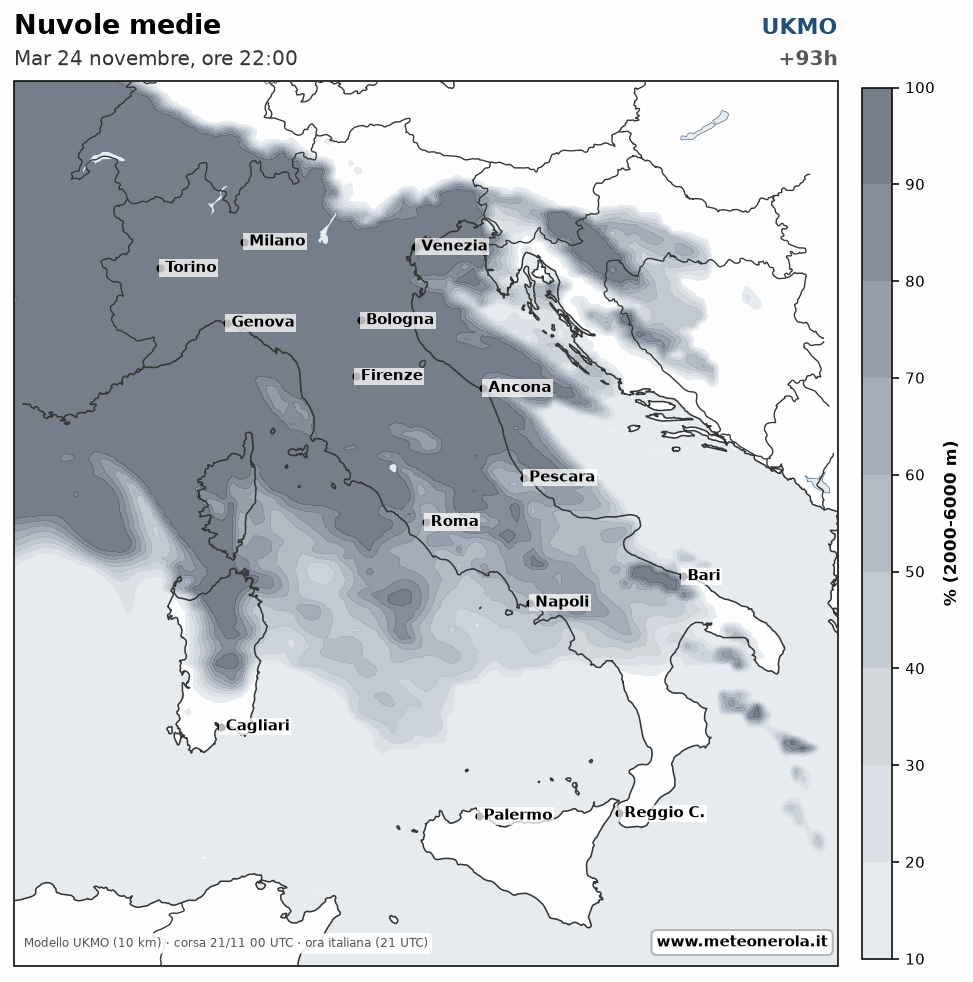 Nuvole medie
UKMO
Mar 24 novembre, ore 22:00
+93h
Milano
Venezia
Torino
Genova
Bologna
Firenze
Ancona
Pescara
Roma
Bari
Napoli
Cagliari
Palermo
Reggio C.
100
90
80
70
60
50
40
30
20
10
% (2000-6000 m)
Modello UKMO (10 km) · corsa 21/11 00 UTC · ora italiana (21 UTC)
www.meteonerola.it